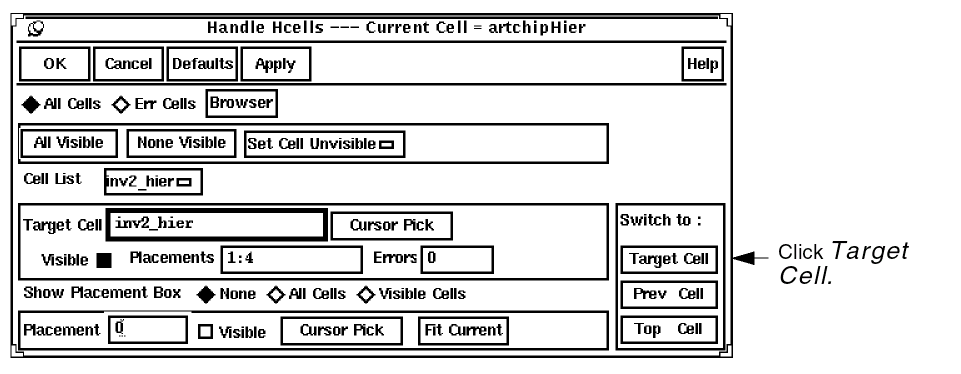 Handle Hcells --- Current Cell = artchipHier
OK Cancel Defaults Apply Help
All Cells Err Cells Browser
All Visible None Visible Set Cell Unvisible
Cell List inv2_hier
Target Cell inv2_hier Cursor Pick
Switch to :
Visible Placements 1:4 Errors 0
Target Cell
Click Target
Cell.
Show Placement Box None All Cells Visible Cells
Prev Cell
Placement 0 Visible Cursor Pick Fit Current
Top Cell